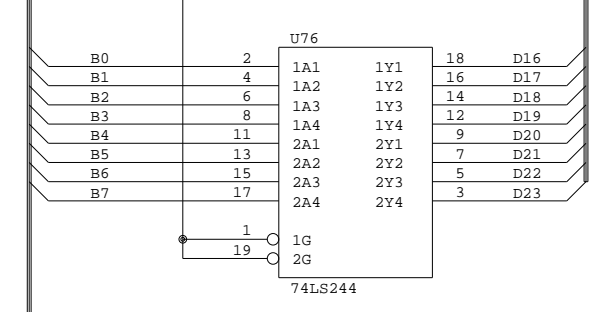 U76
B0 2 1A1 1Y1 18 D16
B1 4 1A2 1Y2 16 D17
B2 6 1A3 1Y3 14 D18
B3 8 1A4 1Y4 12 D19
B4 11 2A1 2Y1 9 D20
B5 13 2A2 2Y2 7 D21
B6 15 2A3 2Y3 5 D22
B7 17 2A4 2Y4 3 D23
1 1G
19 2G
74LS244